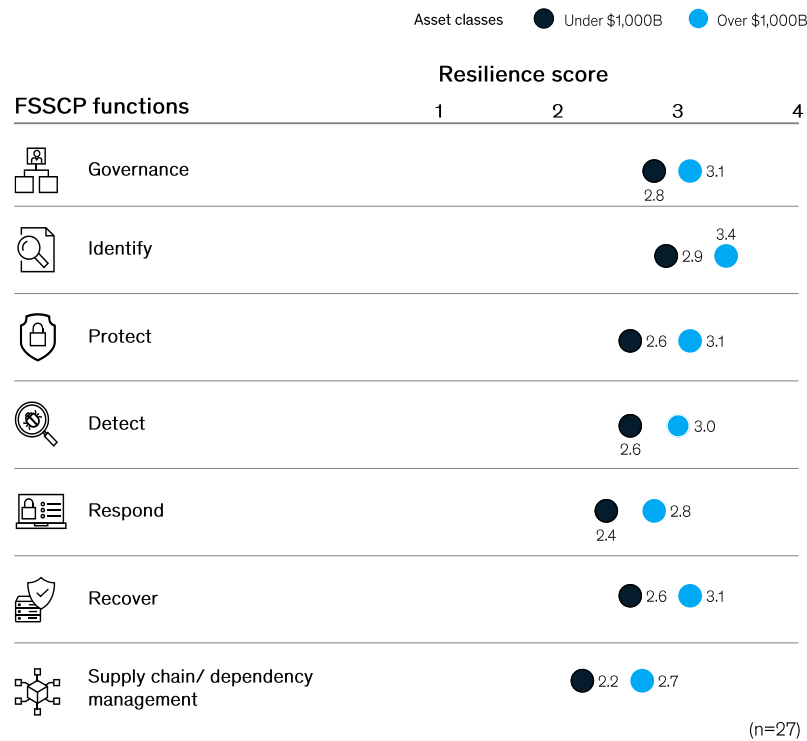 Asset classes Under $1,000B Over $1,000B
Resilience score
FSSCP functions
1 2 3 4
Governance
3.1
2.8
3.4
Identify
2.9
Protect
2.6 3.1
Detect
3.0
2.6
Respond
2.8
2.4
Recover
2.6 3.1
Supply chain/ dependency
management
2.2 2.7
(n=27)